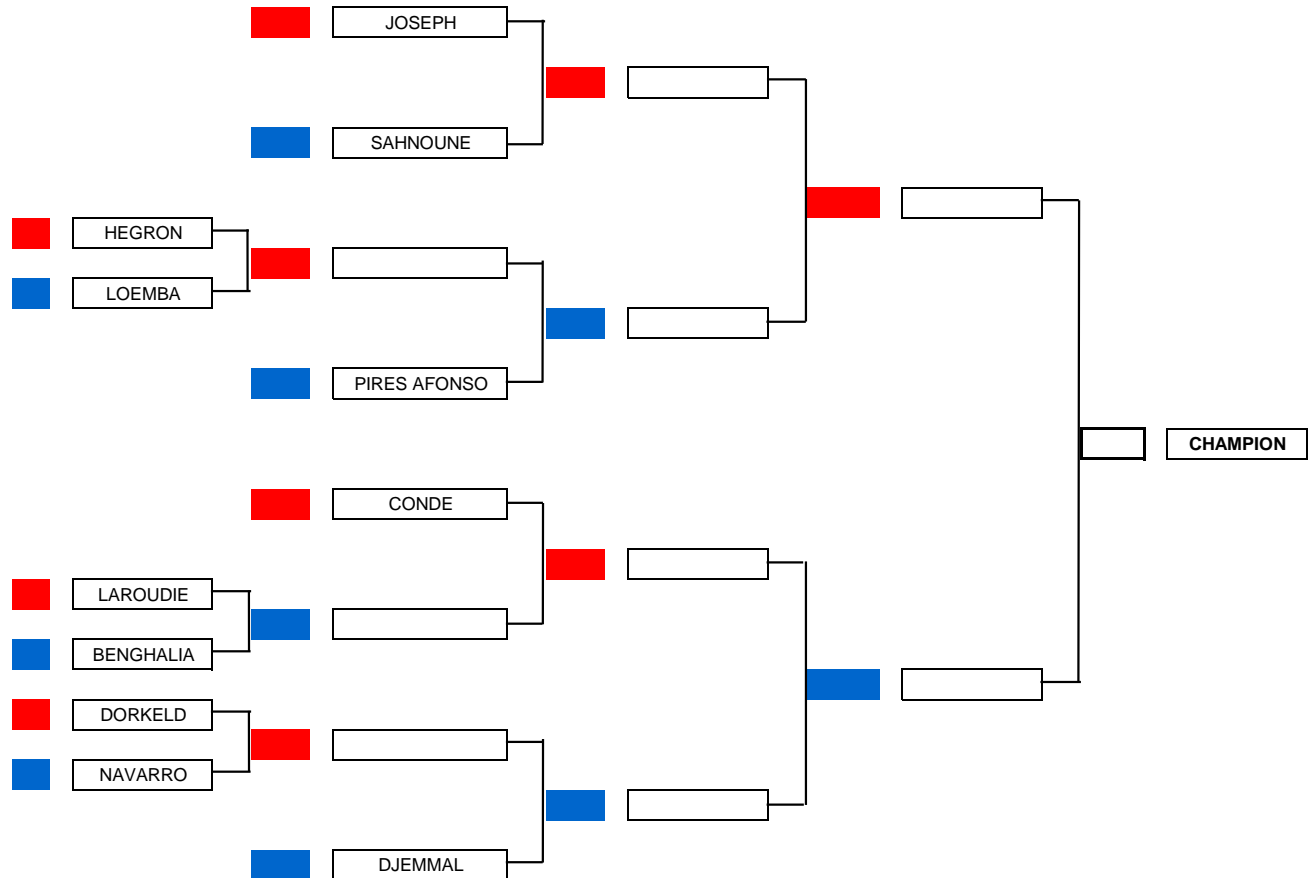 JOSEPH
SAHNOUNE
HEGRON
LOEMBA
PIRES AFONSO
CHAMPION
CONDE
LAROUDIE
BENGHALIA
DORKELD
NAVARRO
DJEMMAL